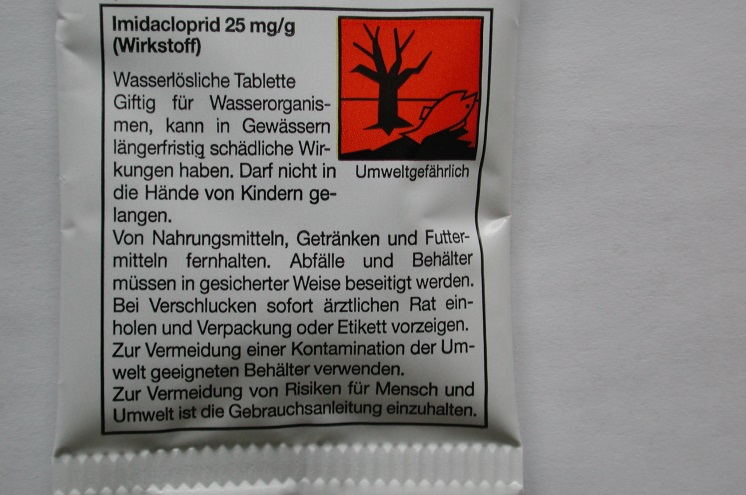 Imidacloprid 25 mg/g
(Wirkstoff)
Wasserlösliche Tablette
Giftig für Wasserorganis-
men, kann in Gewässern
längerfristig schädliche Wir-
kungen haben. Darf nicht in
die Hände von Kindern ge-
langen.
Umweltgefährlich
Von Nahrungsmitteln, Getränken und Futter-
mitteln fernhalten. Abfälle und Behälter
müssen in gesicherter Weise beseitigt werden.
Bei Verschlucken sofort ärztlichen Rat ein-
holen und Verpackung oder Etikett vorzeigen.
Zur Vermeidung einer Kontamination der Um-
welt geeigneten Behälter verwenden.
Zur Vermeidung von Risiken für Mensch und
Umwelt ist die Gebrauchsanleitung einzuhalten.